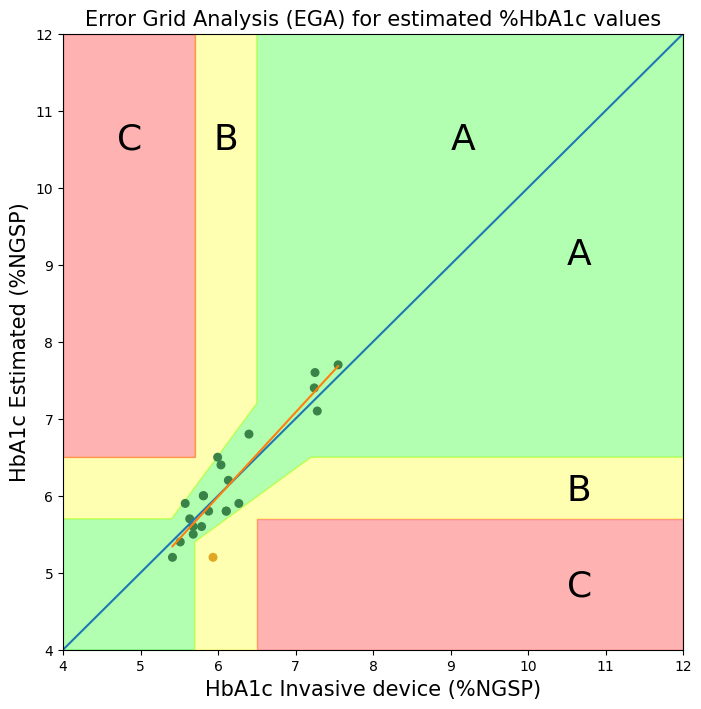 Error Grid Analysis (EGA) for estimated %HbA1c values
12
11
10
9
8
7
6
5
4
HbA1c Estimated (%NGSP)
C
B
A
A
B
C
4
5
6
7
8
9
10
11
12
HbA1c Invasive device (%NGSP)